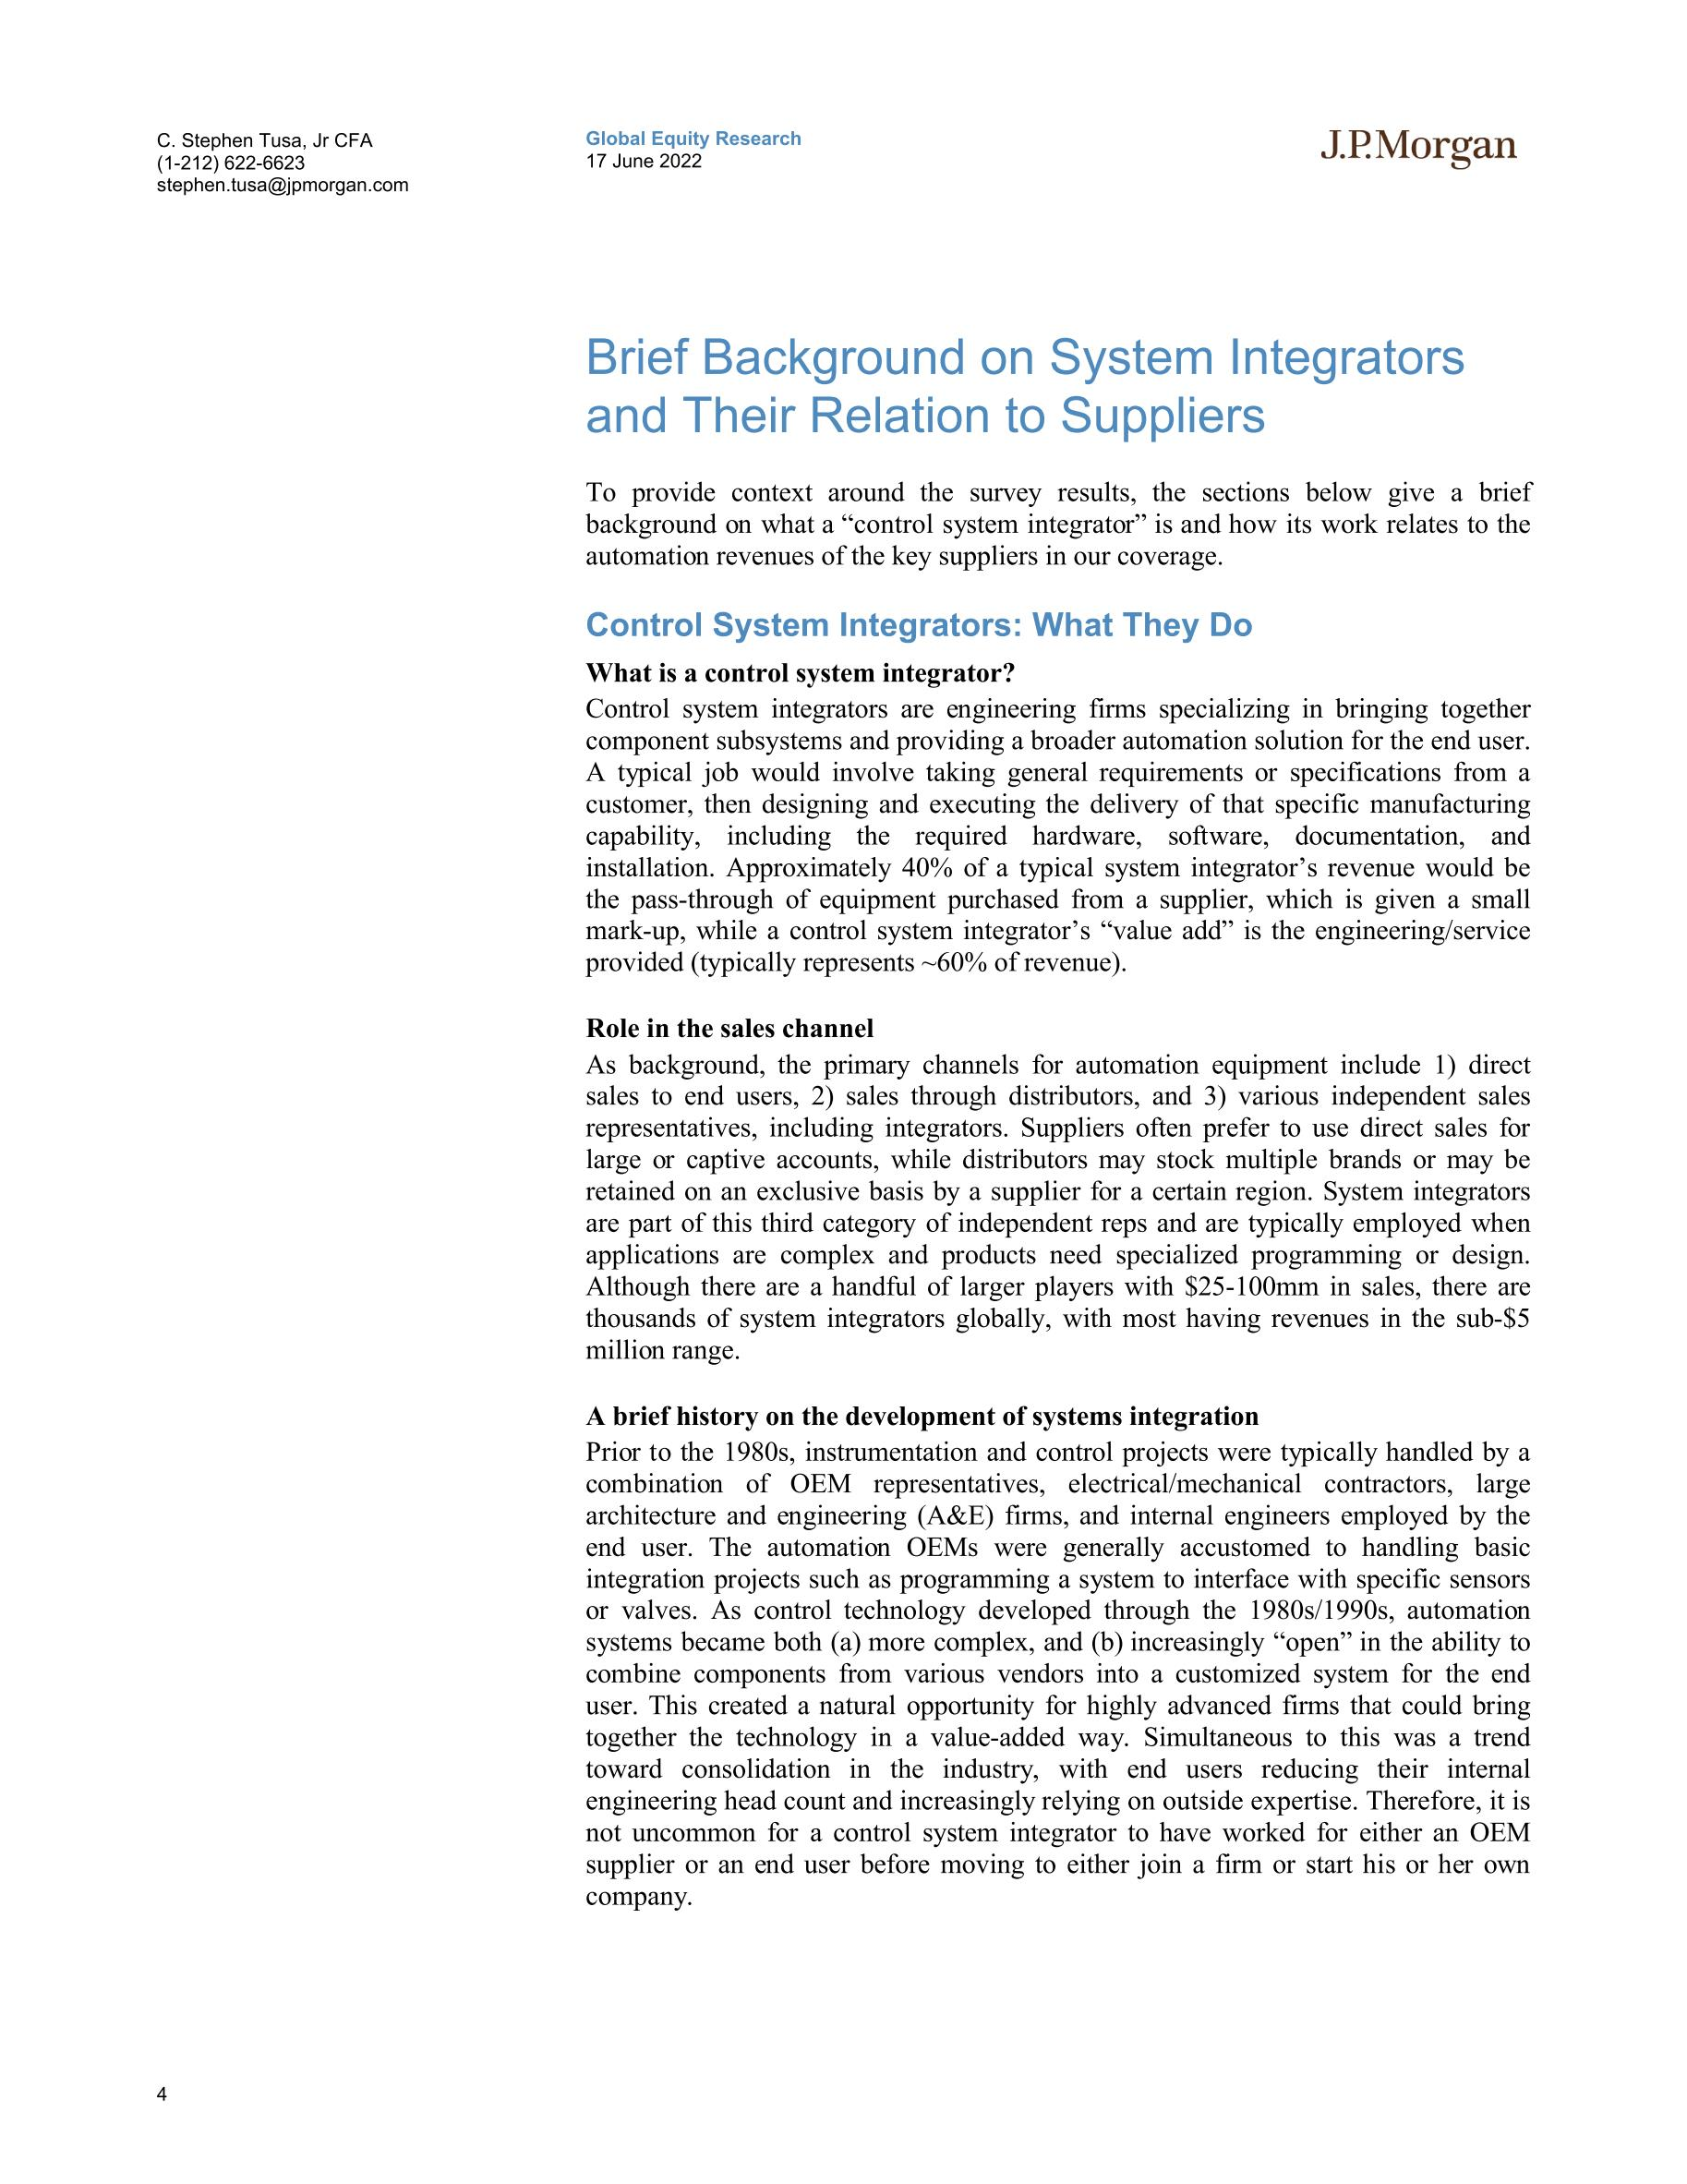 C. Stephen Tusa, Jr CFA
(1-212) 622-6623
stephen.tusa@jpmorgan.com
Global Equity Research
17 June 2022
J.P.Morgan
Brief Background on System Integrators
and Their Relation to Suppliers
To provide context around the survey results, the sections below give a brief
background on what a “control system integrator” is and how its work relates to the
automation revenues of the key suppliers in our coverage.
Control System Integrators: What They Do
What is a control system integrator?
Control system integrators are engineering firms specializing in bringing together
component subsystems and providing a broader automation solution for the end user.
A typical job would involve taking general requirements or specifications from a
customer, then designing and executing the delivery of that specific manufacturing
capability, including the required hardware, software, documentation, and
installation. Approximately 40% of a typical system integrator’s revenue would be
the pass-through of equipment purchased from a supplier, which is given a small
mark-up, while a control system integrator’s “value add” is the engineering/service
provided (typically represents ~60% of revenue).
Role in the sales channel
As background, the primary channels for automation equipment include 1) direct
sales to end users, 2) sales through distributors, and 3) various independent sales
representatives, including integrators. Suppliers often prefer to use direct sales for
large or captive accounts, while distributors may stock multiple brands or may be
retained on an exclusive basis by a supplier for a certain region. System integrators
are part of this third category of independent reps and are typically employed when
applications are complex and products need specialized programming or design.
Although there are a handful of larger players with $25-100mm in sales, there are
thousands of system integrators globally, with most having revenues in the sub-$5
million range.
A brief history on the development of systems integration
Prior to the 1980s, instrumentation and control projects were typically handled by a
combination of OEM representatives, electrical/mechanical contractors, large
architecture and engineering (A&E) firms, and internal engineers employed by the
end user. The automation OEMs were generally accustomed to handling basic
integration projects such as programming a system to interface with specific sensors
or valves. As control technology developed through the 1980s/1990s, automation
systems became both (a) more complex, and (b) increasingly “open” in the ability to
combine components from various vendors into a customized system for the end
user. This created a natural opportunity for highly advanced firms that could bring
together the technology in a value-added way. Simultaneous to this was a trend
toward consolidation in the industry, with end users reducing their internal
engineering head count and increasingly relying on outside expertise. Therefore, it is
not uncommon for a control system integrator to have worked for either an OEM
supplier or an end user before moving to either join a firm or start his or her own
company.
4